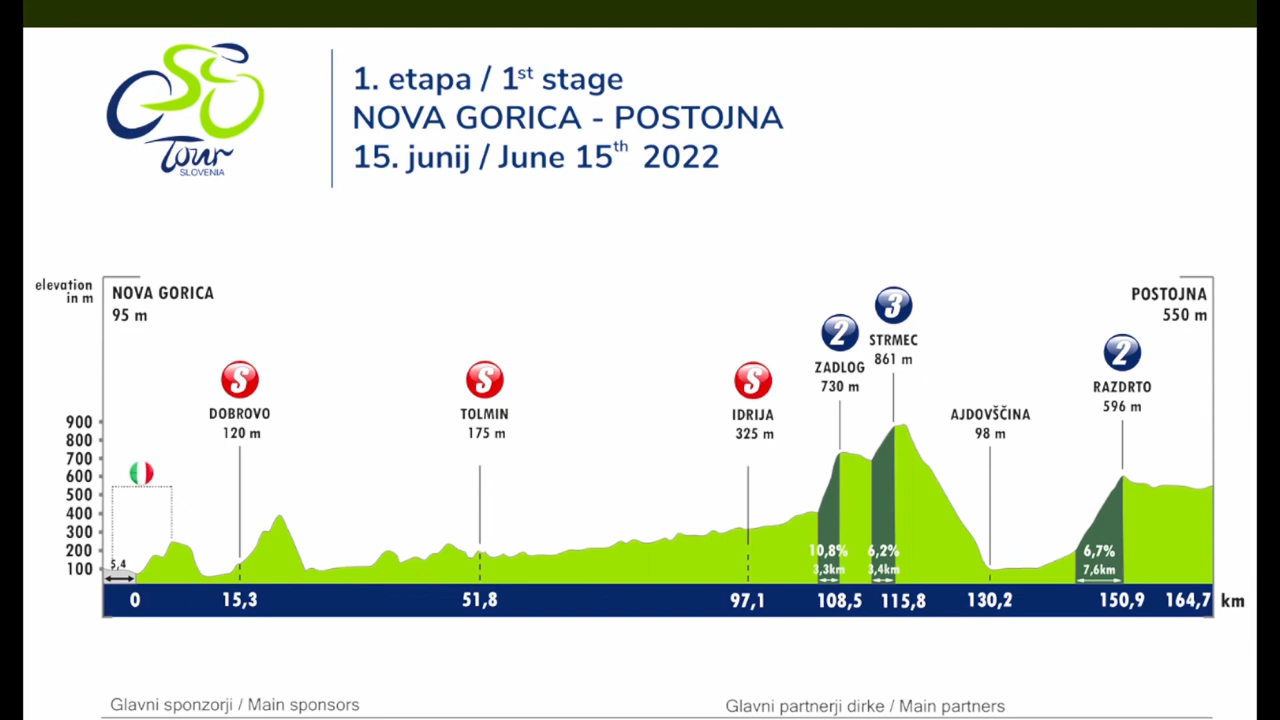 Tour
SLOVENIA
1. etapa / 1st stage
NOVA GORICA - POSTOJNA
15. junij / June 15th 2022
elevation
in m
NOVA GORICA
95 m
POSTOJNA
550 m
3
STRMEC
861 m
2
ZADLOG
730 m
2
RAZDRTO
596 m
S
DOBROVO
120 m
S
TOLMIN
175 m
S
IDRIJA
325 m
AJDOVŠČINA
98 m
900
800
700
600
500
400
300
200
100
5,4
10,8%
3,3km
6,2%
3,4km
6,7%
7,6km
0 15,3 51,8 97,1 108,5 115,8 130,2 150,9 164,7 km
Glavni sponzorji / Main sponsors
Glavni partnerji dirke / Main partners